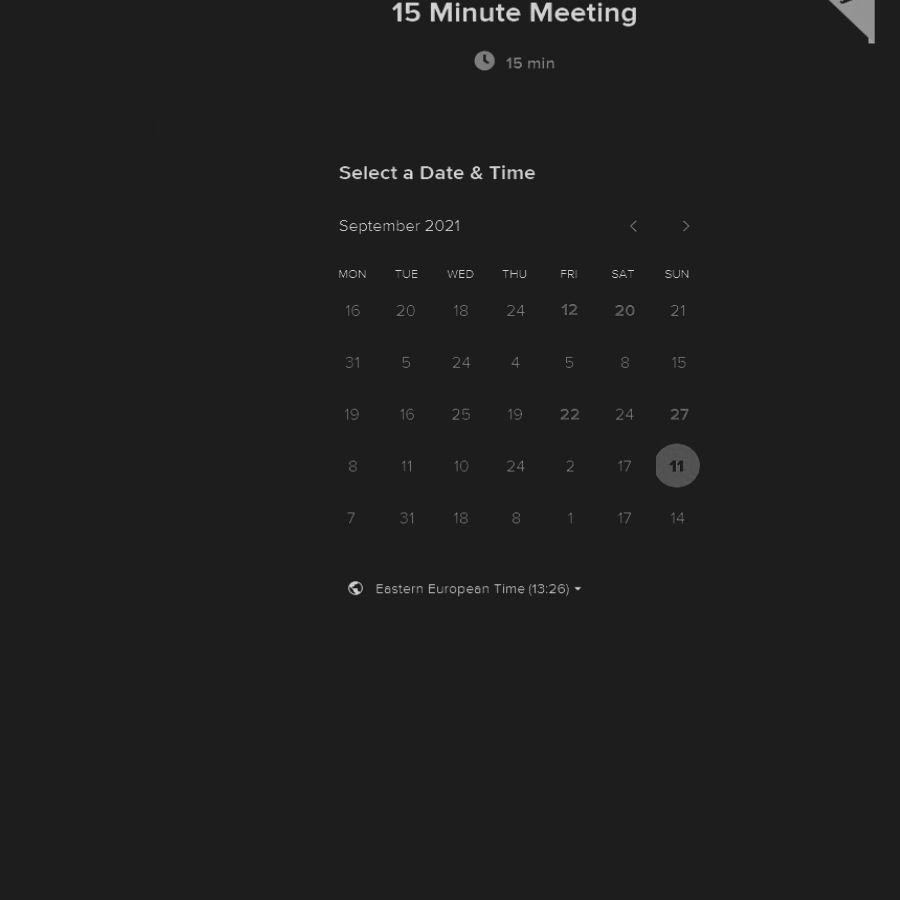 15 Minute Meeting
15 min
Select a Date & Time
September 2021
MON TUE WED THU FRI SAT SUN
16 20 18 24 12 20 21
31 5 24 4 5 8 15
19 16 25 19 22 24 27
8 11 10 24 2 17 11
7 31 18 8 1 17 14
Eastern European Time (13:26)